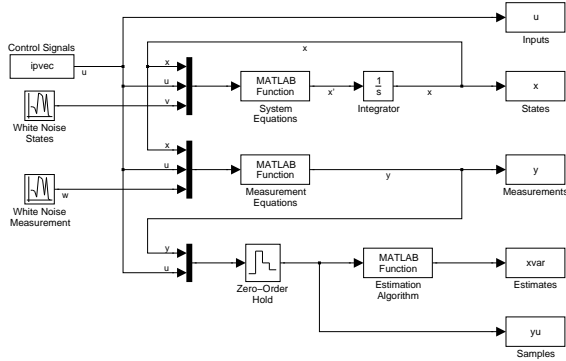 u
Inputs
Control Signals
ipvec
u
x
x
u
v
MATLAB
Function
System
Equations
x'
1
s
Integrator
x
x
States
White Noise
States
x
u
w
MATLAB
Function
Measurement
Equations
y
y
Measurements
White Noise
Measurement
y
u
Zero–Order
Hold
MATLAB
Function
Estimation
Algorithm
xvar
Estimates
yu
Samples